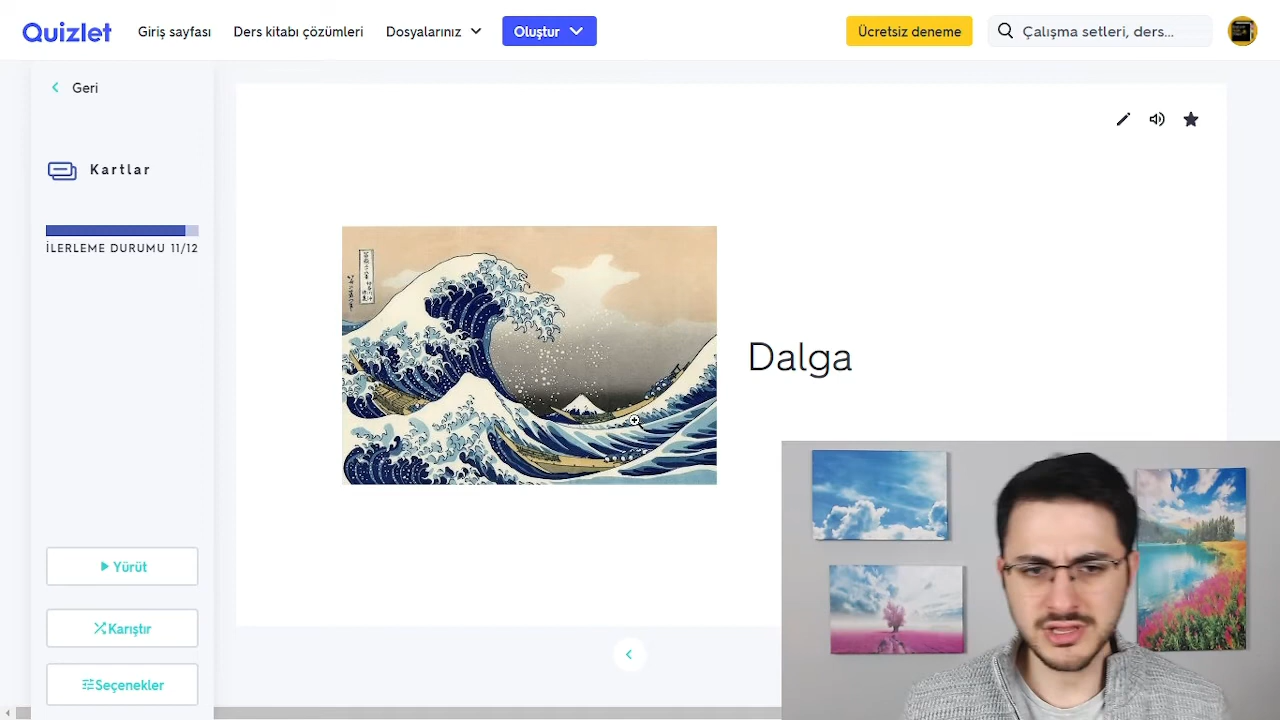 Quizlet
Giriş sayfası
Ders kitabı çözümleri
Dosyalarınız
Oluştur
Ücretsiz deneme
Çalışma setleri, ders...
Geri
Kartlar
İLERLEME DURUMU 11/12
Yürüt
Karıştır
Seçenekler
Dalga